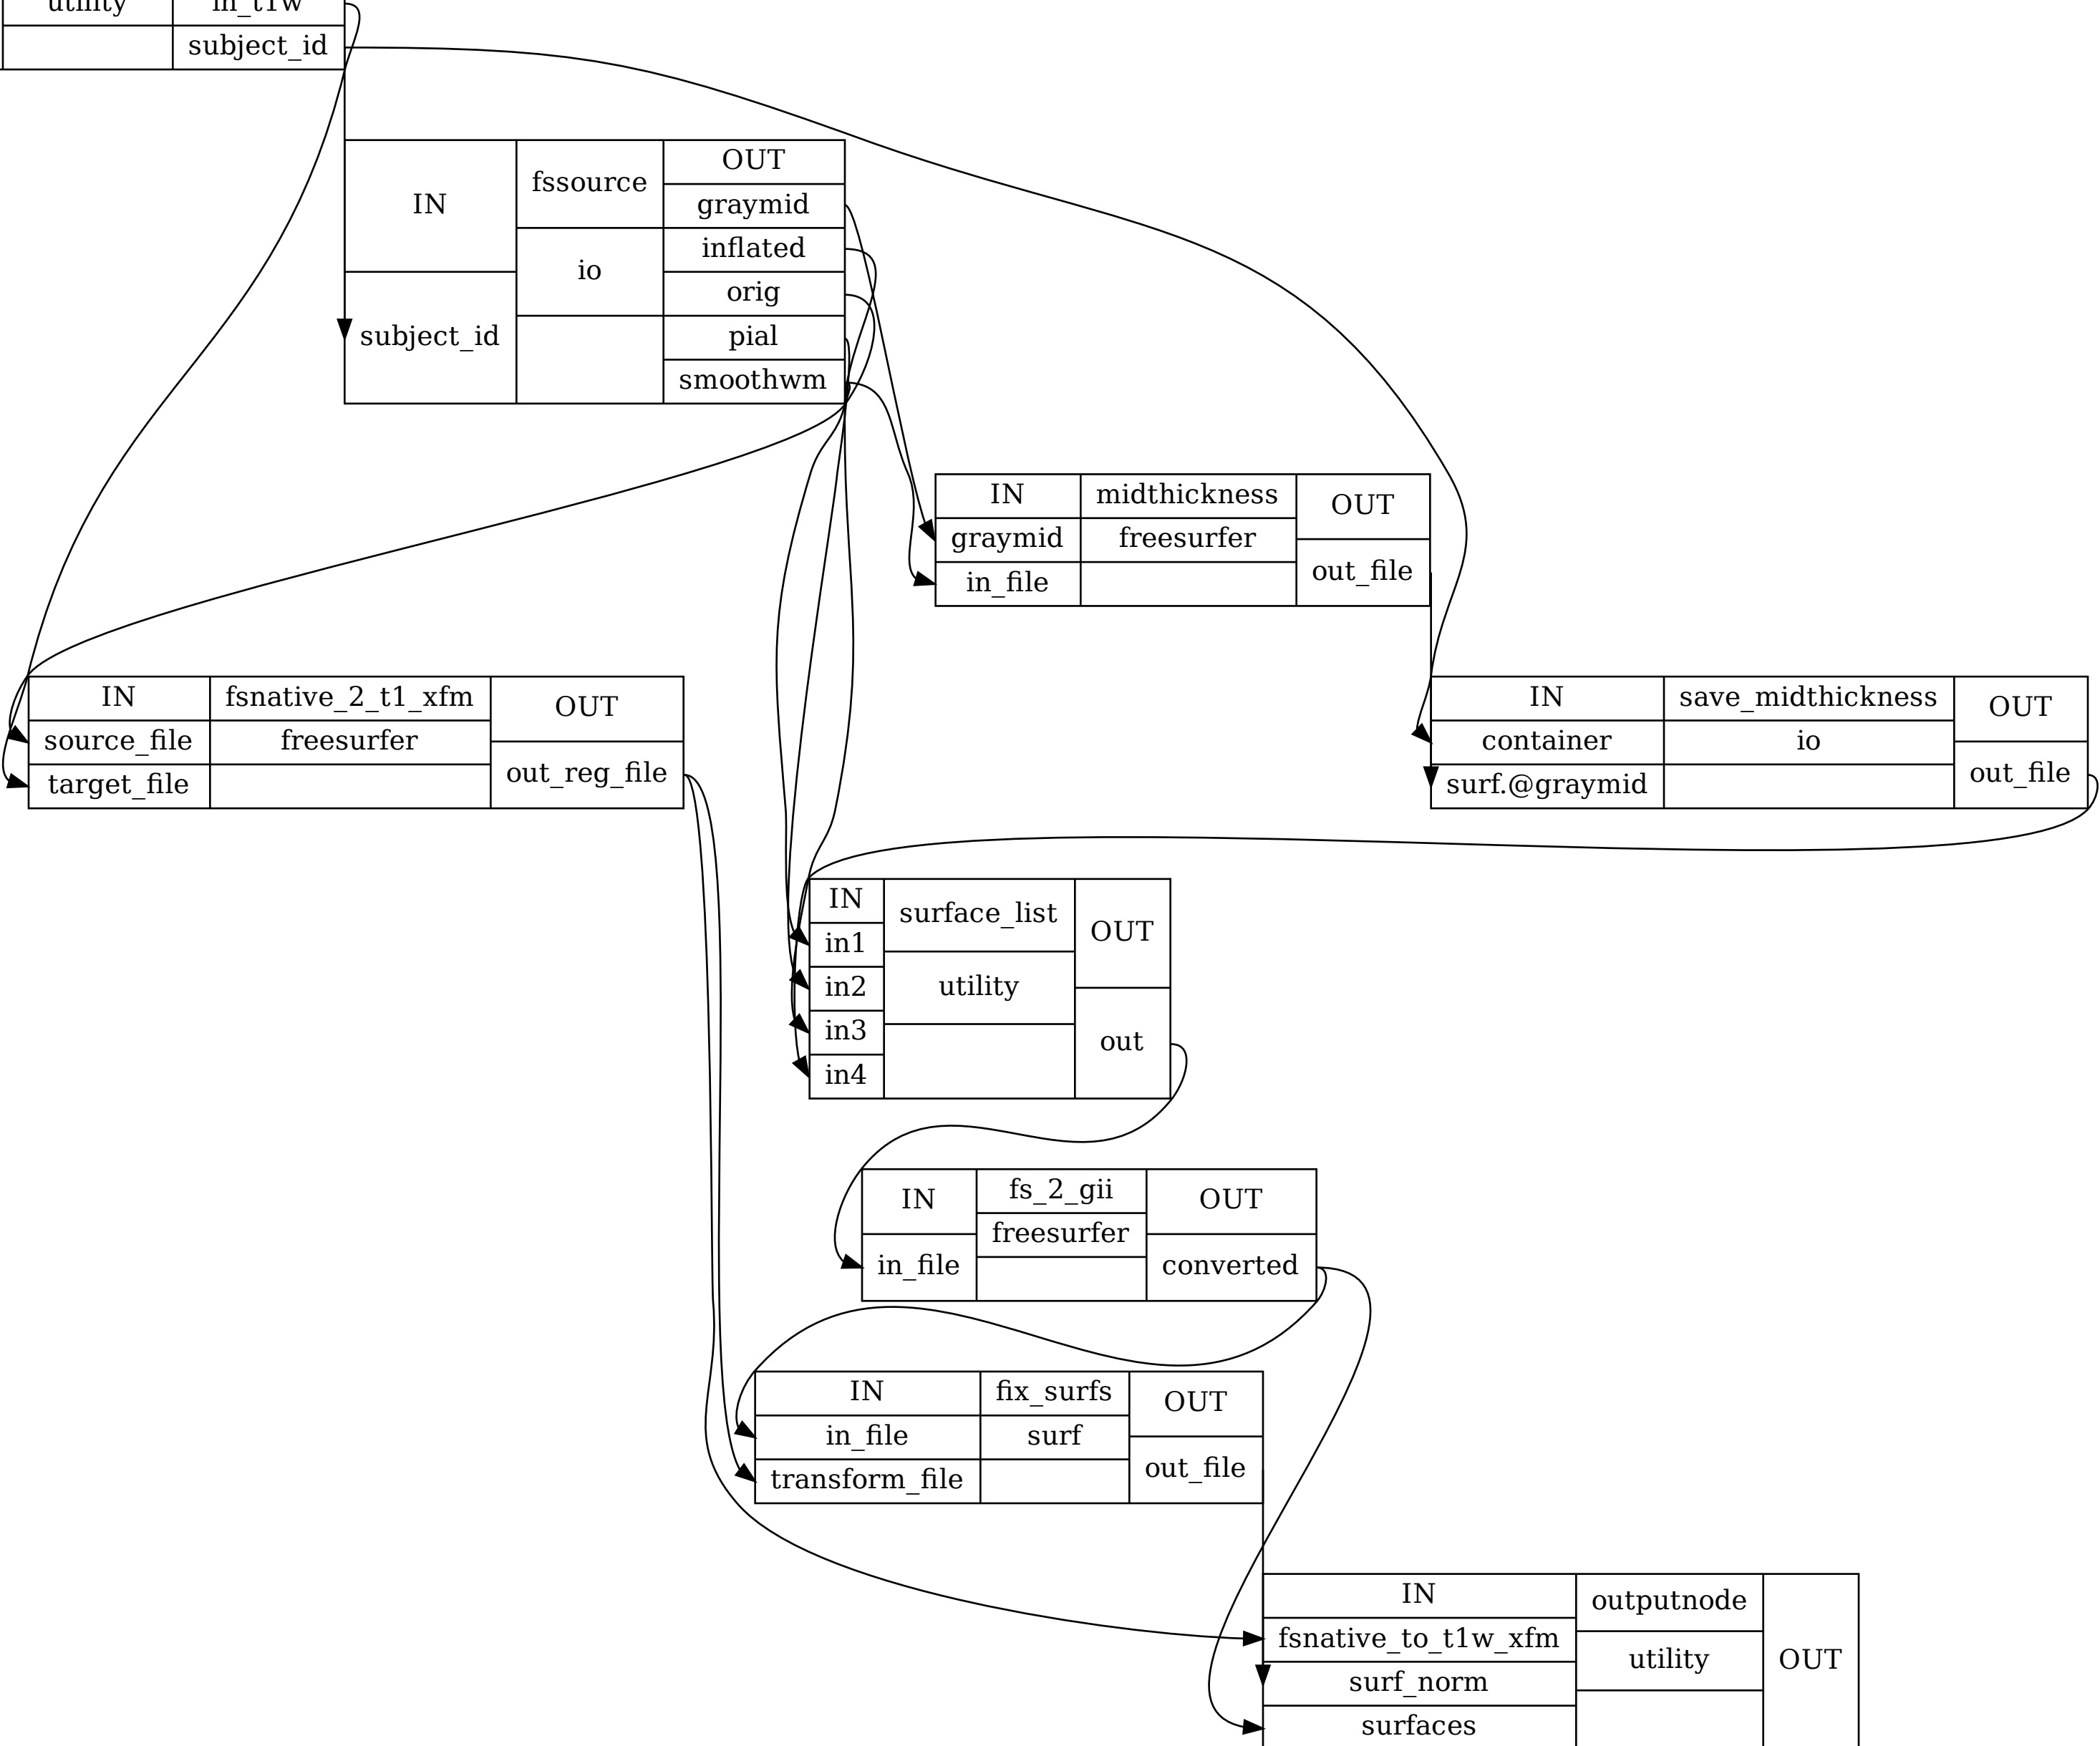 utility in_t1w
subject_id
IN fssource OUT
graymid
inflated
io
orig
subject_id
pial
smoothwm
IN midthickness OUT
graymid freesurfer
in_file out_file
IN fsnative_2_t1_xfm OUT
source_file freesurfer
target_file out_reg_file
IN save_midthickness OUT
container io
surf.@graymid out_file
IN surface_list OUT
in1
in2 utility
in3 out
in4
IN fs_2_gii OUT
freesurfer
in_file converted
IN fix_surfs OUT
in_file surf
transform_file out_file
IN outputnode OUT
fsnative_to_t1w_xfm
utility
surf_norm
surfaces